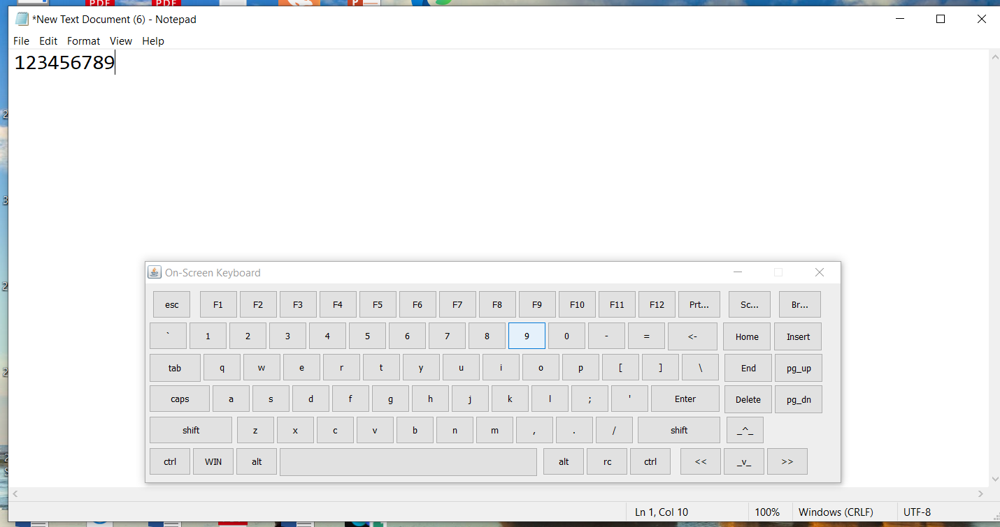 PDF PDF P
*New Text Document (6) - Notepad
File Edit Format View Help
123456789
On-Screen Keyboard
esc F1 F2 F3 F4 F5 F6 F7 F8 F9 F10 F11 F12 Prt... Sc... Br...
` 1 2 3 4 5 6 7 8 9 0 - = <- Home Insert
tab q w e r t y u i o p [ ] \ End pg_up
caps a s d f g h j k l ; ' Enter Delete pg_dn
shift z x c v b n m , . / shift _^_
ctrl WIN alt alt rc ctrl << _v_ >>
Ln 1, Col 10 100% Windows (CRLF) UTF-8